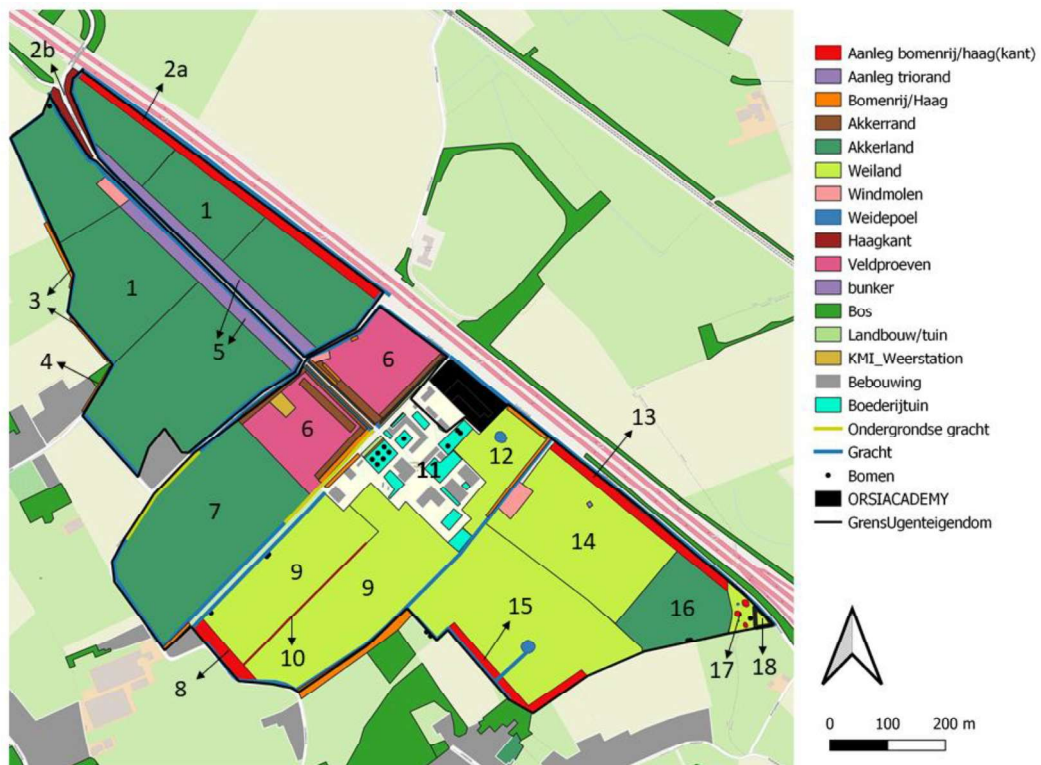 2b
2a
1
1
3
5
4
6
6
13
12
11
7
14
9
9
15
16
8
10
17
18
Aanleg bomenrij/haag(kant)
Aanleg triorand
Bomenrij/Haag
Akkerrand
Akkerland
Weiland
Windmolen
Weidepoel
Haagkant
Veldproeven
bunker
Bos
Landbouw/tuin
KMI_Weerstation
Bebouwing
Boederijtuin
Ondergrondse gracht
Gracht
Bomen
ORSIACADEMY
GrensUgenteigendom
0 100 200 m